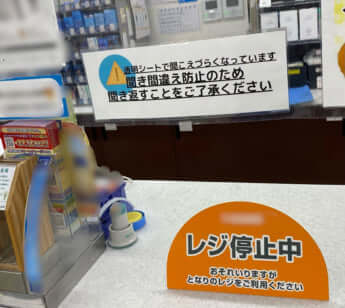 透明シートで聞こえづらくなっています
聞き間違え防止のため
聞き返すことをご了承ください
レジ停止中
おそれいりますが
となりのレジをご利用ください